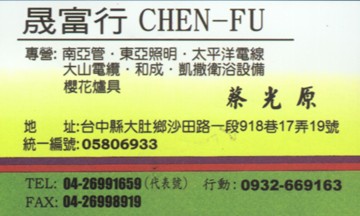 晟富行 CHEN-FU
專營: 南亞管·東亞照明·太平洋電線
大山電纜·和成·凱撒衛浴設備
櫻花爐具
蔡光原
地 址:台中縣大肚鄉沙田路一段918巷17弄19號
統一編號:05806933
TEL: 04-26991659(代表號) 行動: 0932-669163
FAX: 04-26998919